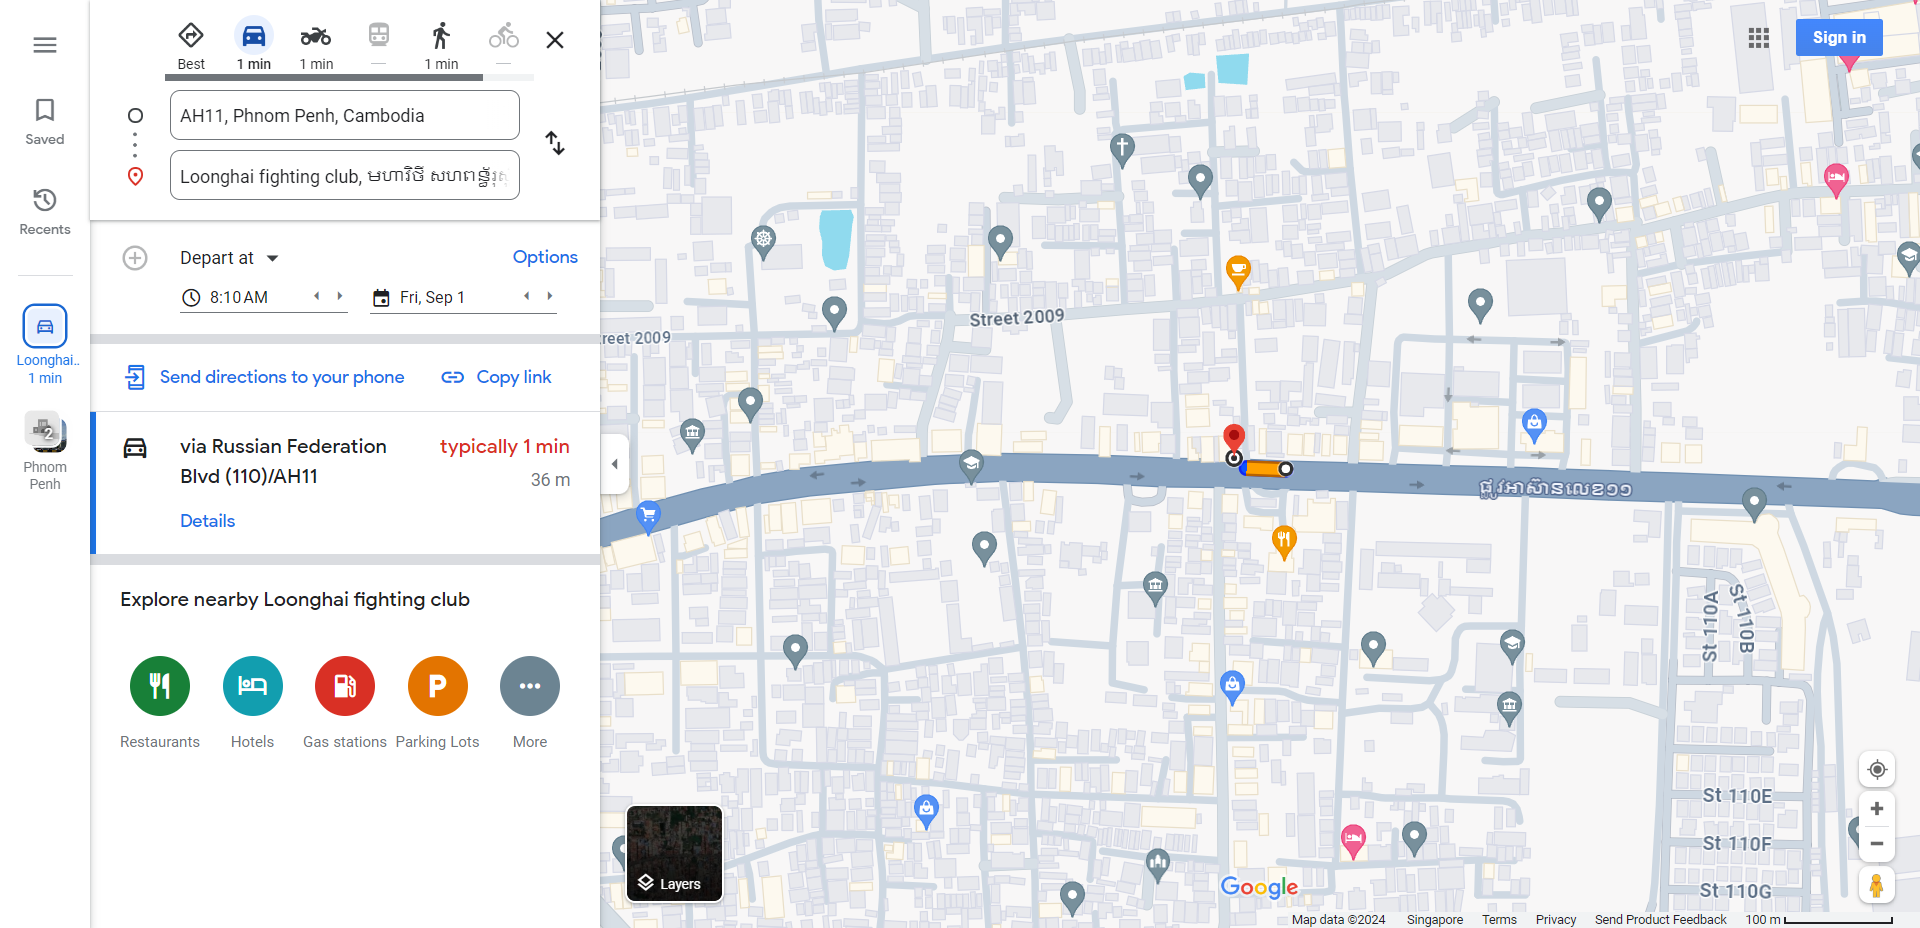 Best
1 min
1 min
1 min
Sign in
Saved
Recents
Loonghai..
1 min
2
Phnom
Penh
AH11, Phnom Penh, Cambodia
Loonghai fighting club, មហាវិថី សហពន្ធ័រុស្
Depart at
Options
8:10 AM
Fri, Sep 1
Send directions to your phone
Copy link
via Russian Federation
Blvd (110)/AH11
typically 1 min
36 m
Details
Explore nearby Loonghai fighting club
P
Restaurants
Hotels
Gas stations
Parking Lots
More
Street 2009
reet 2009
ផ្លូវអាស៊ានលេខ១១
St 110A
St 110B
St 110E
St 110F
St 110G
Layers
Google
Map data ©2024
Singapore
Terms
Privacy
Send Product Feedback
100 m